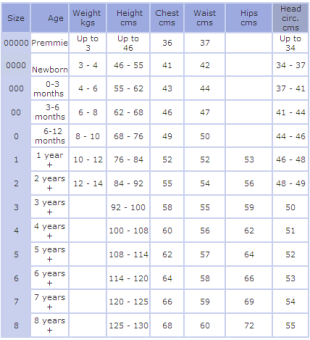 Size Age Weight kgs Height cms Chest cms Waist cms Hips cms Head circ. cms
00000 Premmie Up to 3 Up to 46 36 37 Up to 34
0000 Newborn 3 - 4 46 - 55 41 42 34 - 37
000 0-3 months 4 - 6 55 - 62 43 44 37 - 41
00 3-6 months 6 - 8 62 - 68 46 47 41 - 44
0 6-12 months 8 - 10 68 - 76 49 50 44 - 46
1 1 year + 10 - 12 76 - 84 52 52 53 46 - 48
2 2 years + 12 - 14 84 - 92 55 54 56 48 - 49
3 3 years + 92 - 100 58 55 59 50
4 4 years + 100 - 108 60 56 62 51
5 5 years + 108 - 114 62 57 64 52
6 6 years + 114 - 120 64 58 66 53
7 7 years + 120 - 125 66 59 69 54
8 8 years + 125 - 130 68 60 72 55